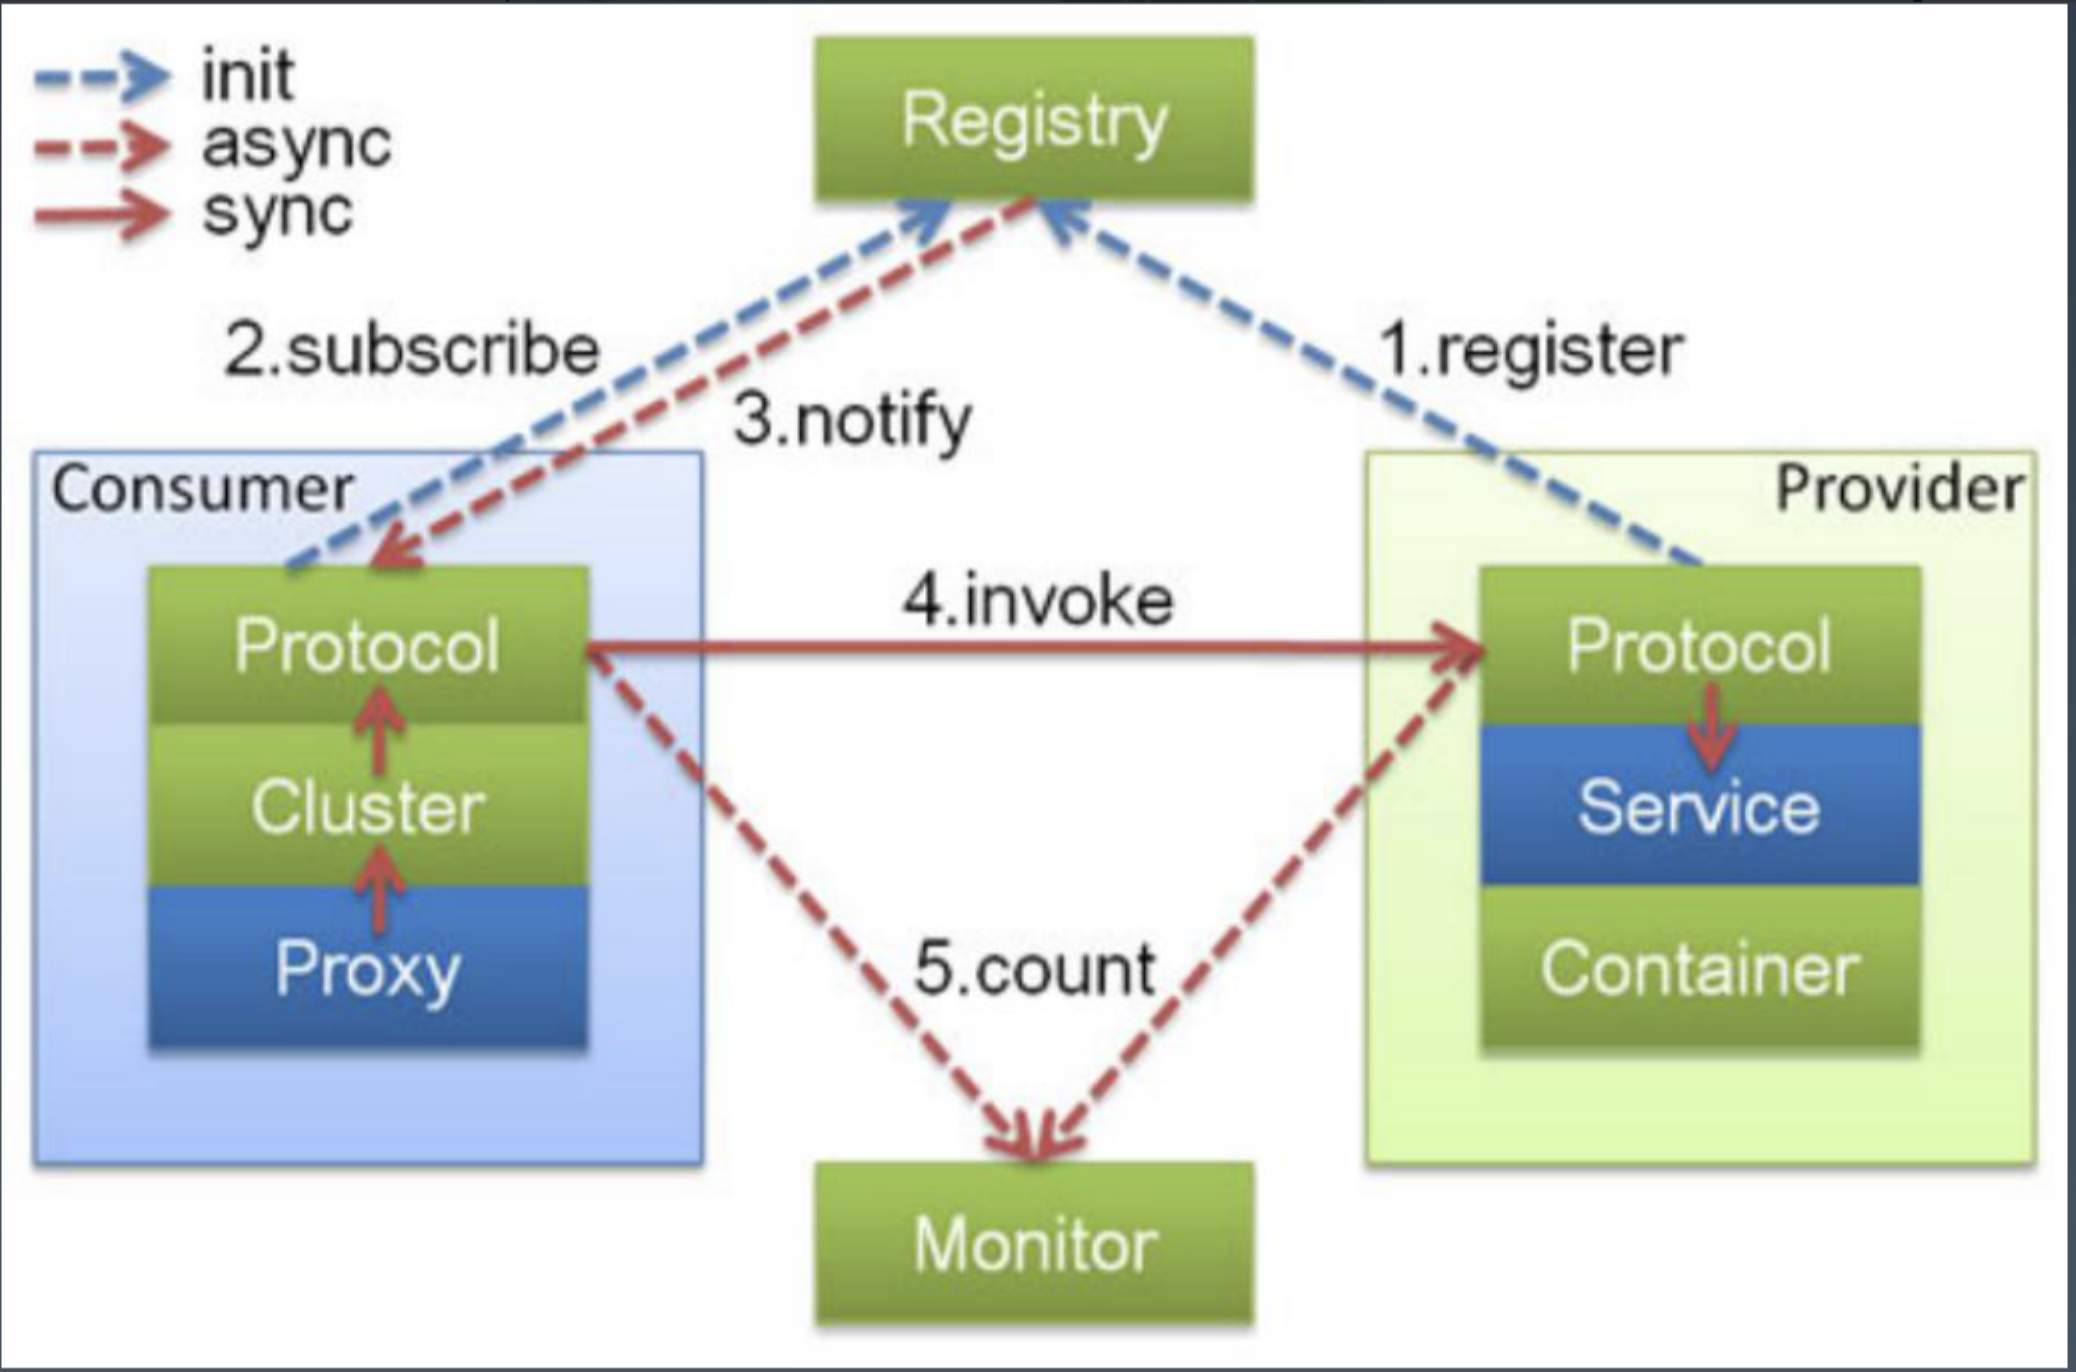 init
async
sync
Registry
2.subscribe
1.register
3.notify
Consumer
Provider
4.invoke
Protocol
Protocol
Cluster
Service
Proxy
Container
5.count
Monitor